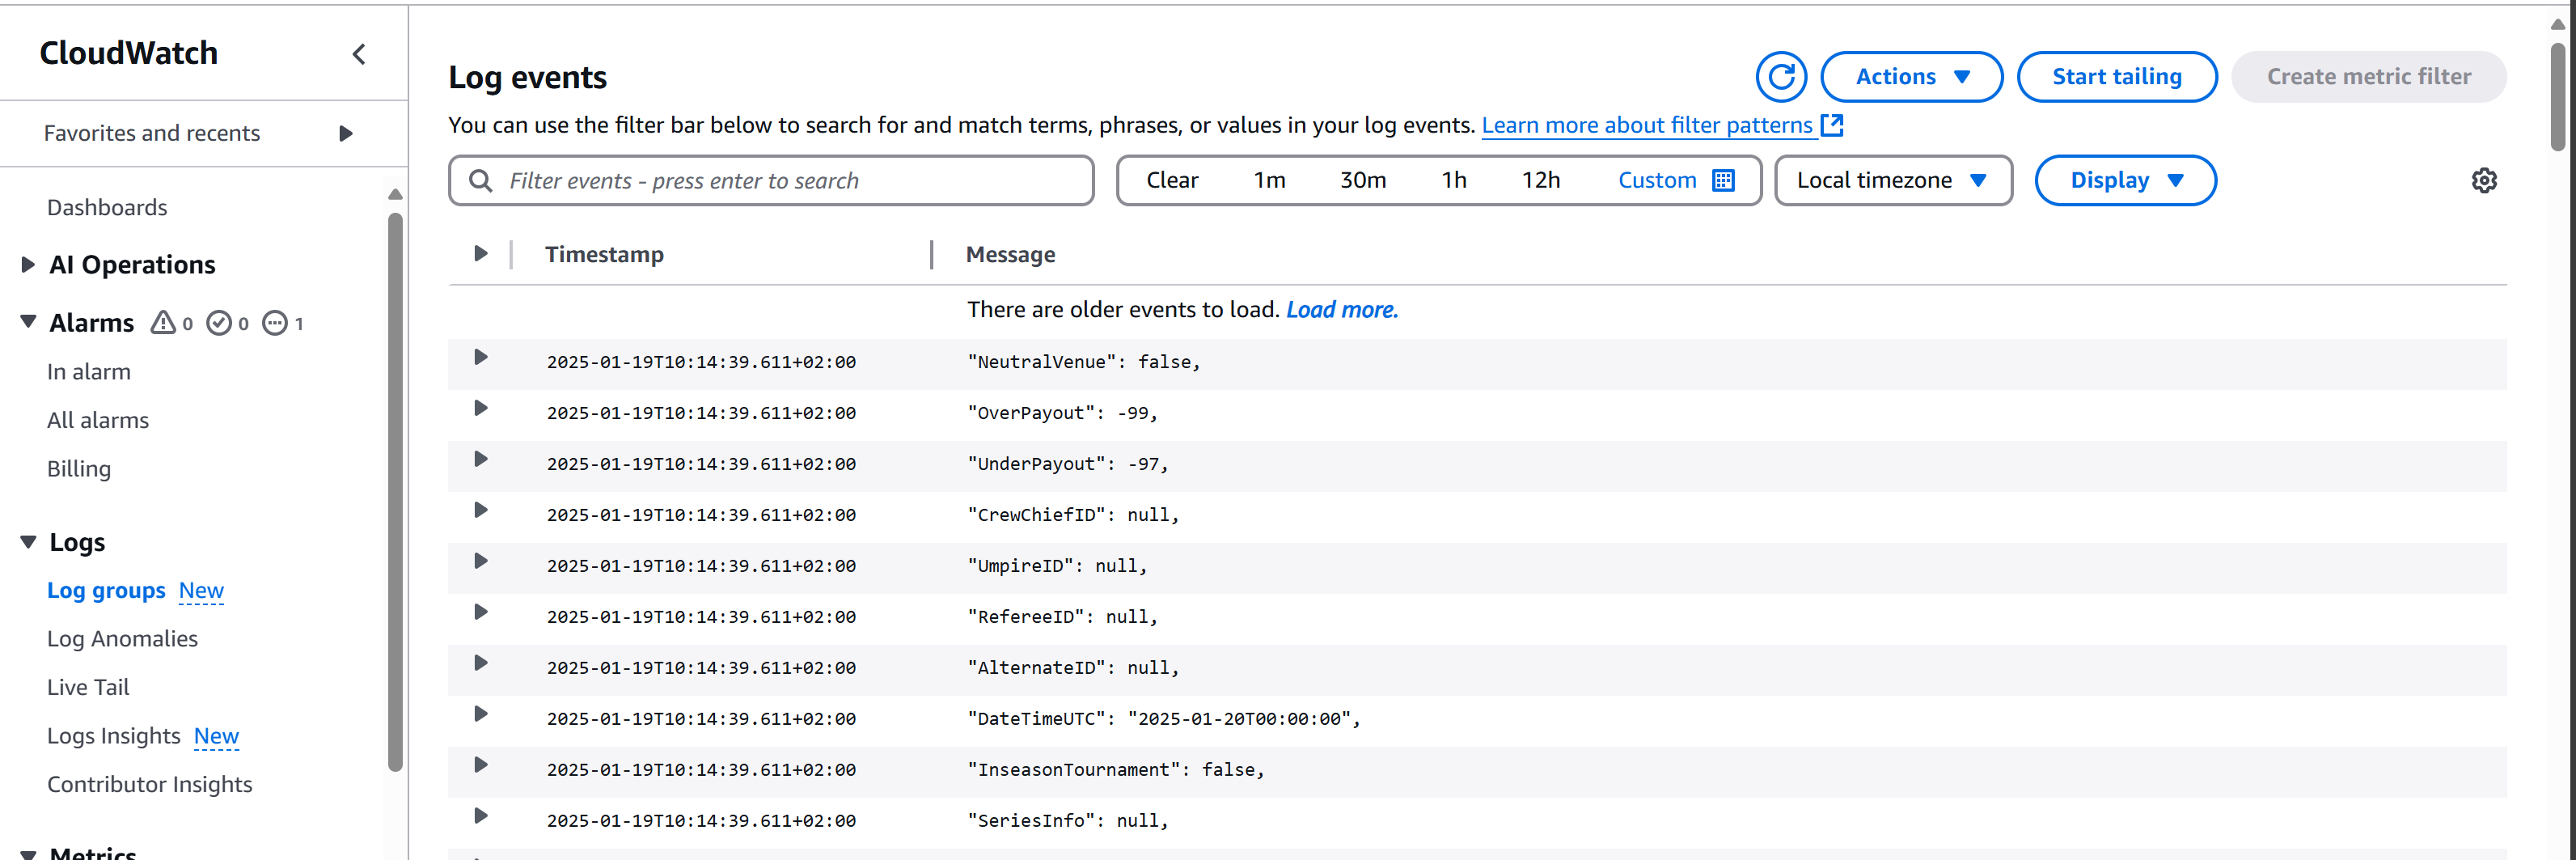 CloudWatch
Favorites and recents
Dashboards
AI Operations
Alarms 0 0 1
In alarm
All alarms
Billing
Logs
Log groups New
Log Anomalies
Live Tail
Logs Insights New
Contributor Insights
Metrics
Log events
Actions
Start tailing
Create metric filter
You can use the filter bar below to search for and match terms, phrases, or values in your log events. Learn more about filter patterns
Filter events - press enter to search
Clear 1m 30m 1h 12h Custom
Local timezone
Display
Timestamp Message
There are older events to load. Load more.
2025-01-19T10:14:39.611+02:00 "NeutralVenue": false,
2025-01-19T10:14:39.611+02:00 "OverPayout": -99,
2025-01-19T10:14:39.611+02:00 "UnderPayout": -97,
2025-01-19T10:14:39.611+02:00 "CrewChiefID": null,
2025-01-19T10:14:39.611+02:00 "UmpireID": null,
2025-01-19T10:14:39.611+02:00 "RefereeID": null,
2025-01-19T10:14:39.611+02:00 "AlternateID": null,
2025-01-19T10:14:39.611+02:00 "DateTimeUTC": "2025-01-20T00:00:00",
2025-01-19T10:14:39.611+02:00 "InseasonTournament": false,
2025-01-19T10:14:39.611+02:00 "SeriesInfo": null,